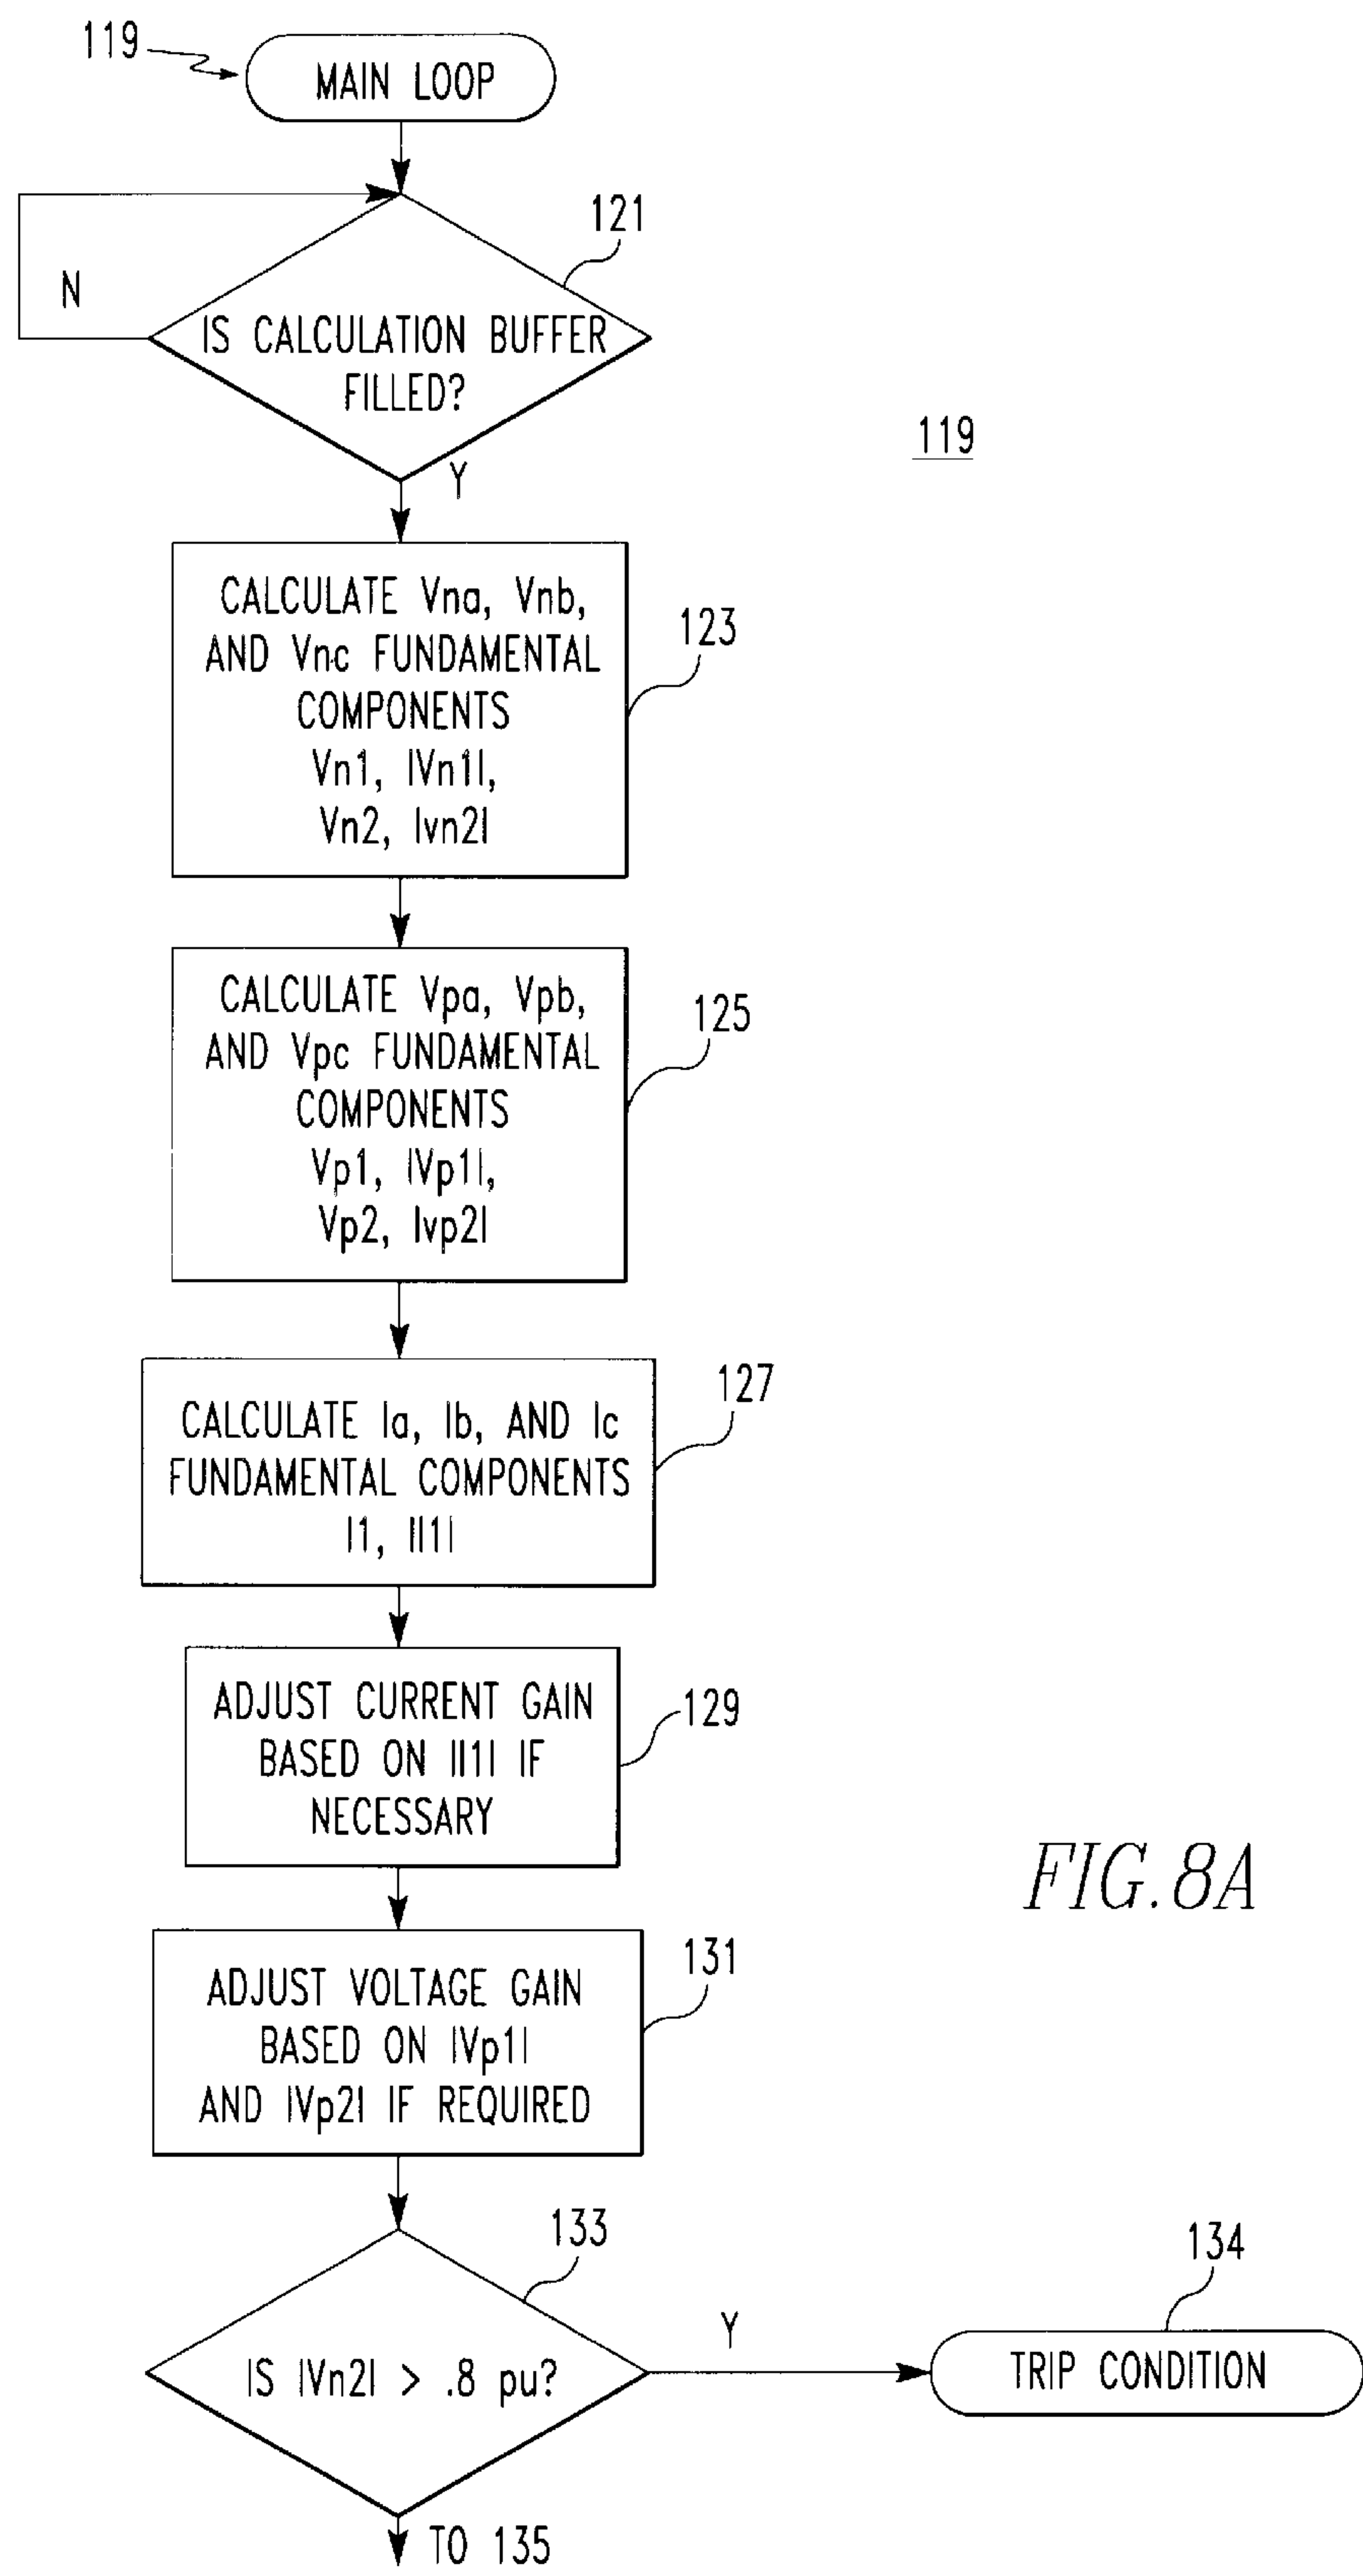 119
MAIN LOOP
121
N
IS CALCULATION BUFFER
FILLED?
119
Y
CALCULATE Vna, Vnb,
AND Vnc FUNDAMENTAL
COMPONENTS
Vn1, |Vn1|,
Vn2, |vn2|
123
CALCULATE Vpa, Vpb,
AND Vpc FUNDAMENTAL
COMPONENTS
Vp1, |Vp1|,
Vp2, |vp2|
125
127
CALCULATE Ia, Ib, AND Ic
FUNDAMENTAL COMPONENTS
I1, |I1|
ADJUST CURRENT GAIN
BASED ON |I1| IF
NECESSARY
129
FIG.8A
131
ADJUST VOLTAGE GAIN
BASED ON |Vp1|
AND |Vp2| IF REQUIRED
133
134
Y
IS |Vn2| > .8 pu?
TRIP CONDITION
TO 135